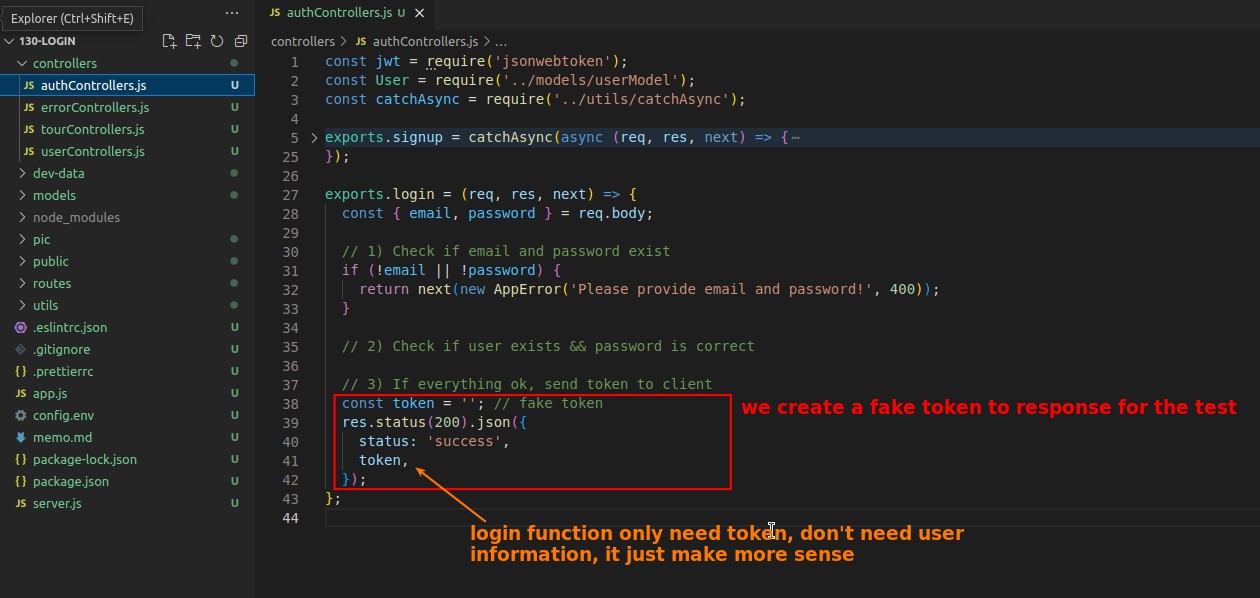 Explorer (Ctrl+Shift+E)
...
130-LOGIN
controllers
JS authControllers.js U
JS errorControllers.js U
JS tourControllers.js U
JS userControllers.js U
dev-data
models
node_modules
pic
public
routes
utils
.eslintrc.json U
.gitignore U
{} .prettierrc U
JS app.js U
config.env U
memo.md U
{} package-lock.json U
{} package.json U
JS server.js U
JS authControllers.js U
controllers > JS authControllers.js > ...
1 const jwt = require('jsonwebtoken');
2 const User = require('../models/userModel');
3 const catchAsync = require('../utils/catchAsync');
4
5 exports.signup = catchAsync(async (req, res, next) => {…
25 });
26
27 exports.login = (req, res, next) => {
28 const { email, password } = req.body;
29
30 // 1) Check if email and password exist
31 if (!email || !password) {
32 return next(new AppError('Please provide email and password!', 400));
33 }
34
35 // 2) Check if user exists && password is correct
36
37 // 3) If everything ok, send token to client
38 const token = ''; // fake token
39 res.status(200).json({
40 status: 'success',
41 token,
42 });
43 };
44
we create a fake token to response for the test
login function only need token, don't need user
information, it just make more sense